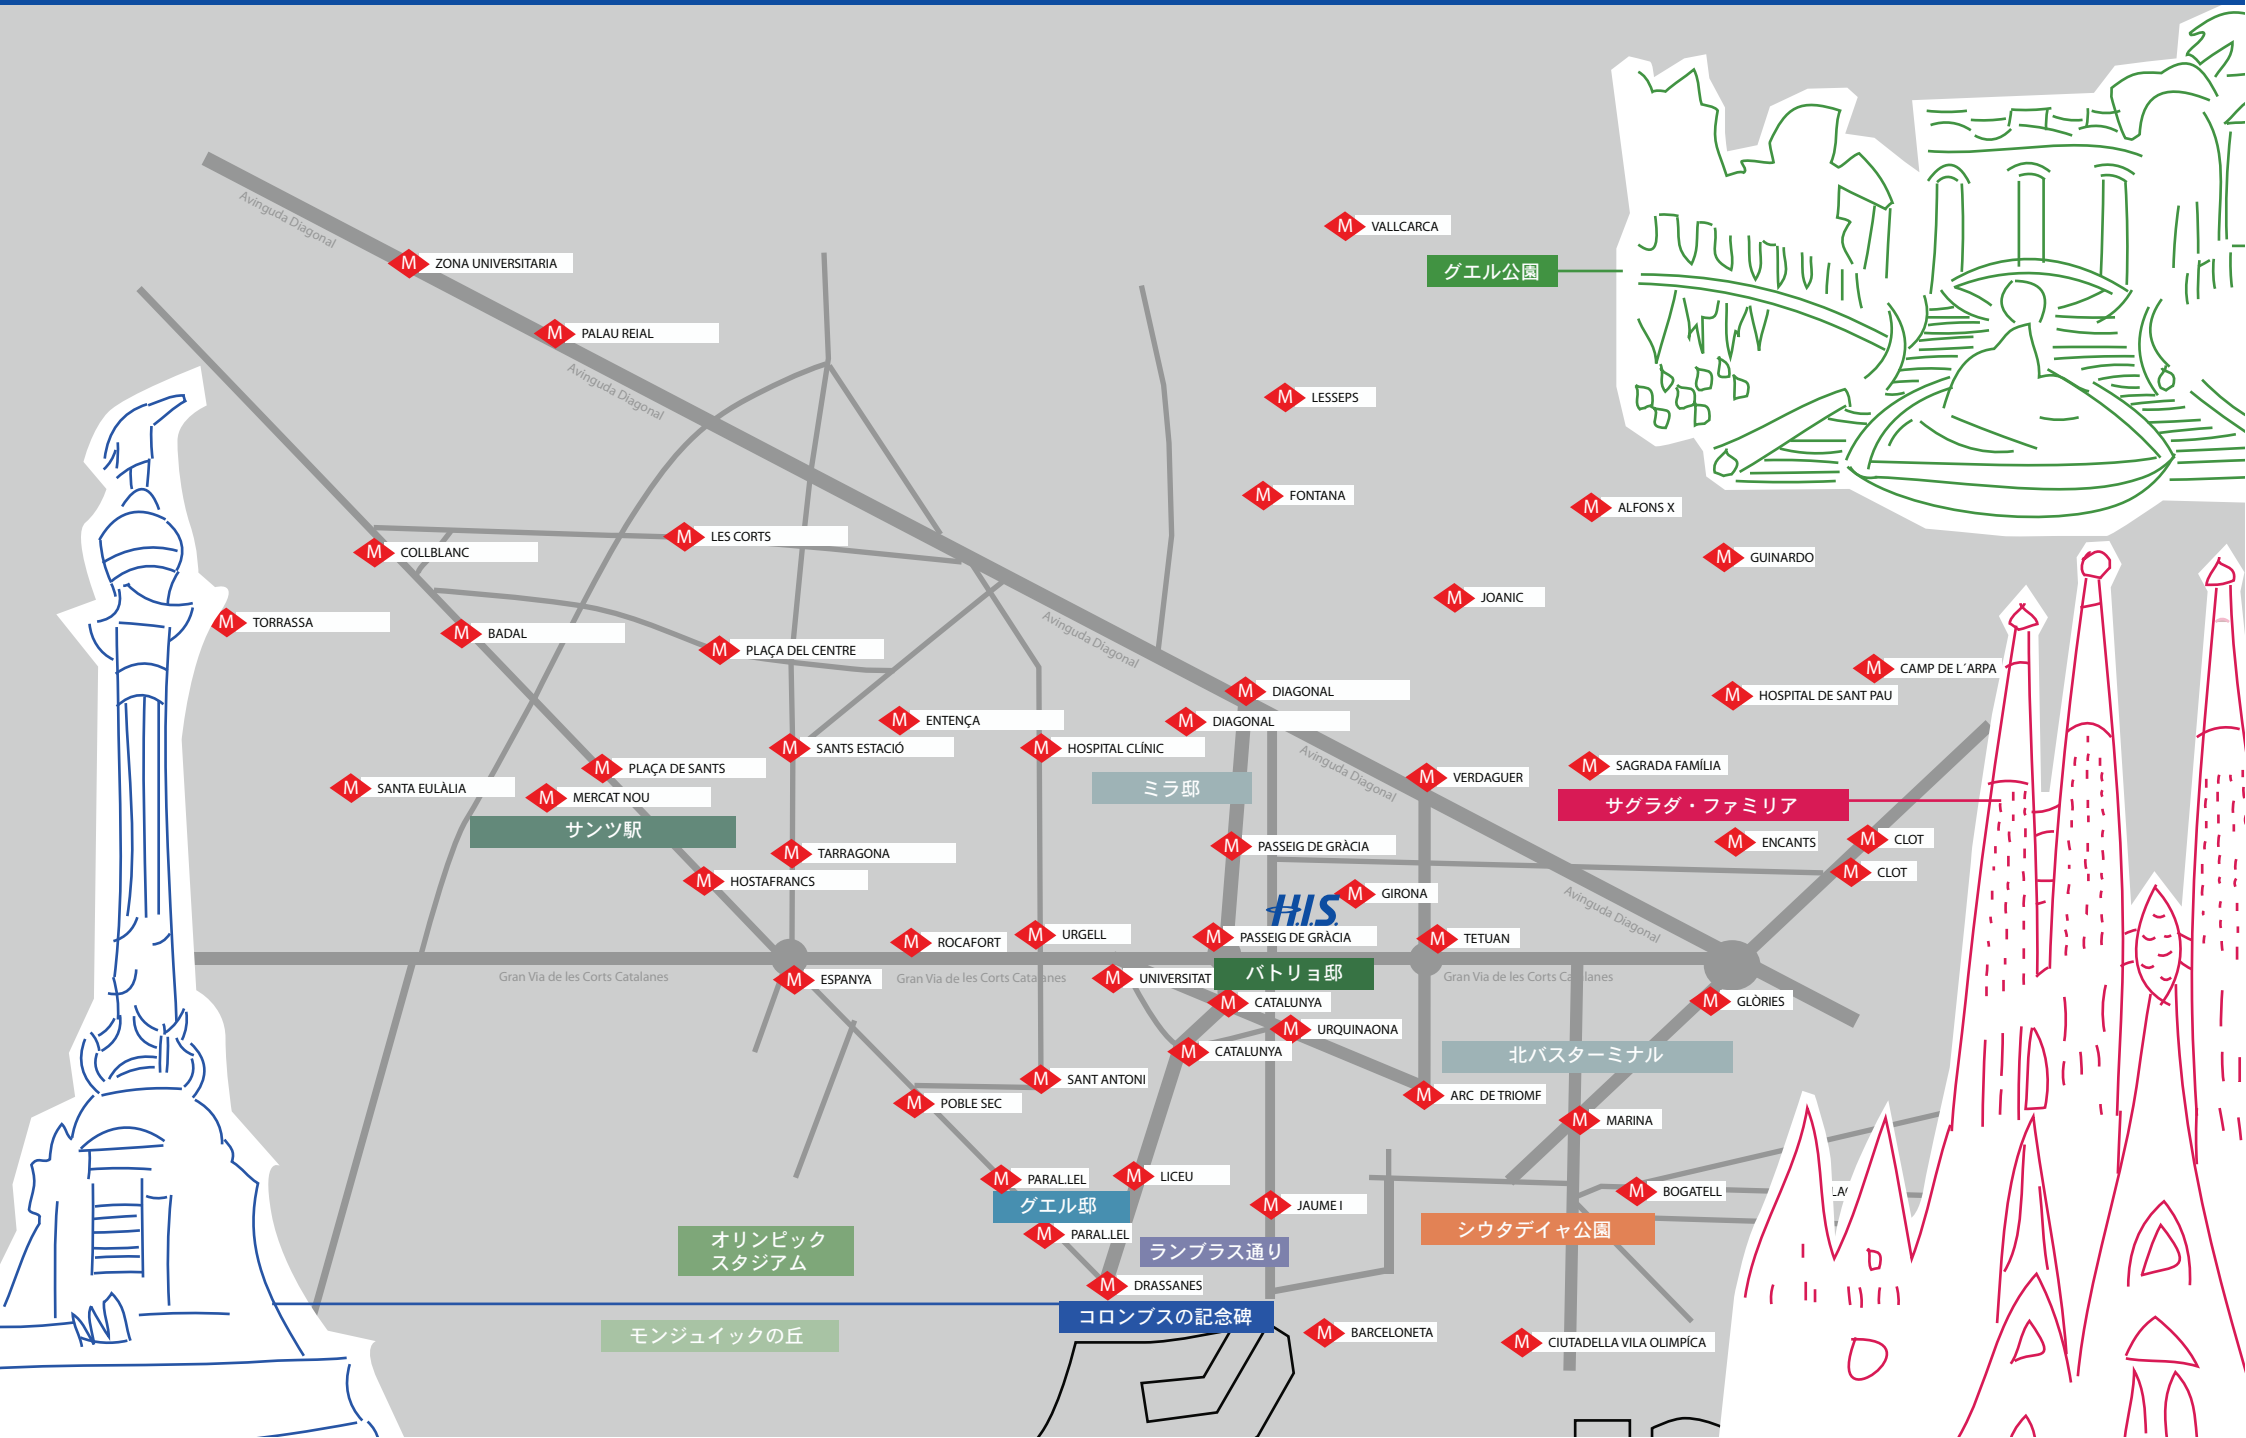 Avinguda Diagonal
M VALLCARCA
M ZONA UNIVERSITARIA
グエル公園
M PALAU REIAL
Avinguda Diagonal
M LESSEPS
M FONTANA
M ALFONS X
M LES CORTS
M COLLBLANC
M GUINARDO
M JOANIC
M TORRASSA
M BADAL
Avinguda Diagonal
M PLAÇA DEL CENTRE
M CAMP DE L´ARPA
M DIAGONAL
M HOSPITAL DE SANT PAU
M ENTENÇA
M DIAGONAL
M SANTS ESTACIÓ
M HOSPITAL CLÍNIC
M PLAÇA DE SANTS
M SAGRADA FAMÍLIA
Avinguda Diagonal
M VERDAGUER
M SANTA EULÀLIA
ミラ邸
M MERCAT NOU
サグラダ・ファミリア
サンツ駅
M CLOT
M ENCANTS
M PASSEIG DE GRÀCIA
M TARRAGONA
M CLOT
M HOSTAFRANCS
M GIRONA
H.I.S.
Avinguda Diagonal
M URGELL
M PASSEIG DE GRÀCIA
M TETUAN
M ROCAFORT
バトリョ邸
Gran Via de les Corts Catalanes
M ESPANYA
Gran Via de les Corts Catalanes
M UNIVERSITAT
Gran Via de les Corts Catalanes
M CATALUNYA
M GLÒRIES
M URQUINAONA
M CATALUNYA
北バスターミナル
M SANT ANTONI
M ARC DE TRIOMF
M POBLE SEC
M MARINA
M PARAL.LEL
M LICEU
M BOGATELL
グエル邸
M JAUME I
シウタデイャ公園
M PARAL.LEL
オリンピック
スタジアム
ランブラス通り
M DRASSANES
コロンブスの記念碑
モンジュイックの丘
M BARCELONETA
M CIUTADELLA VILA OLIMPÍCA